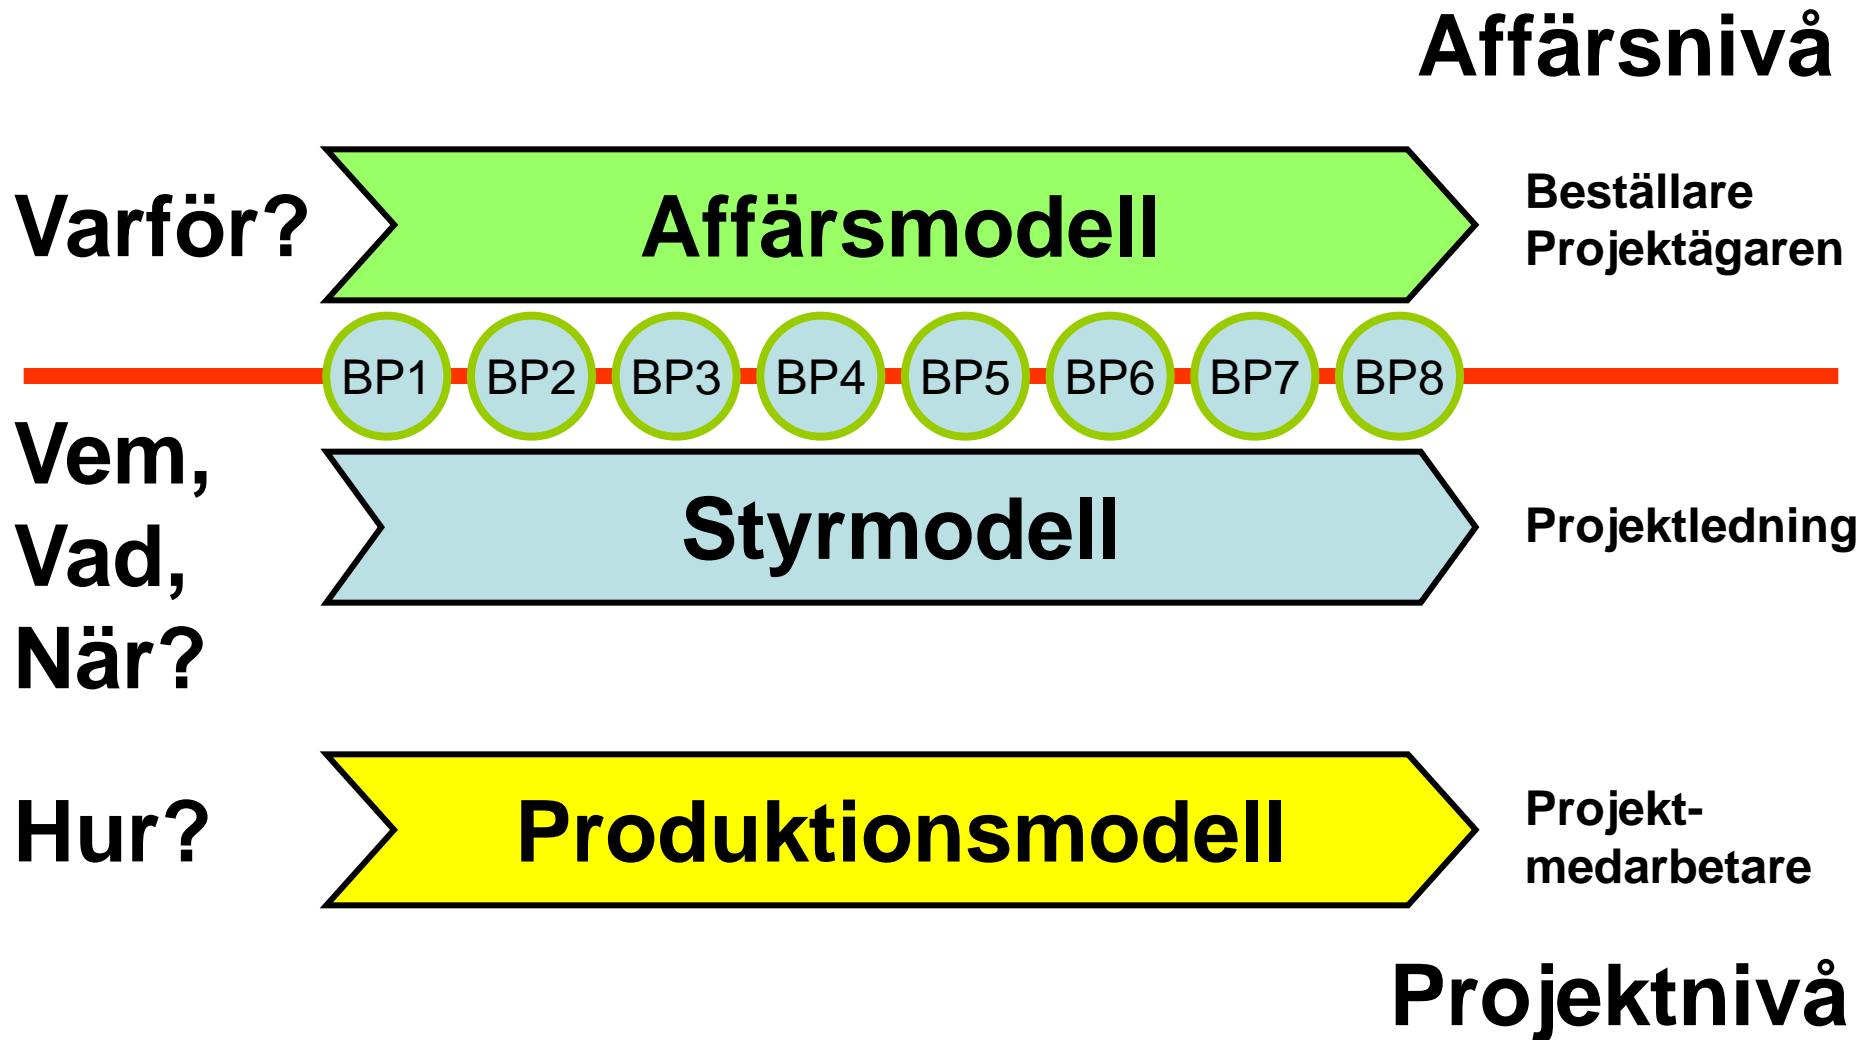 Affärsnivå
Varför?
Affärsmodell
Beställare
Projektägaren
BP1 BP2 BP3 BP4 BP5 BP6 BP7 BP8
Vem,
Vad,
När?
Styrmodell
Projektledning
Hur?
Produktionsmodell
Projekt-
medarbetare
Projektnivå